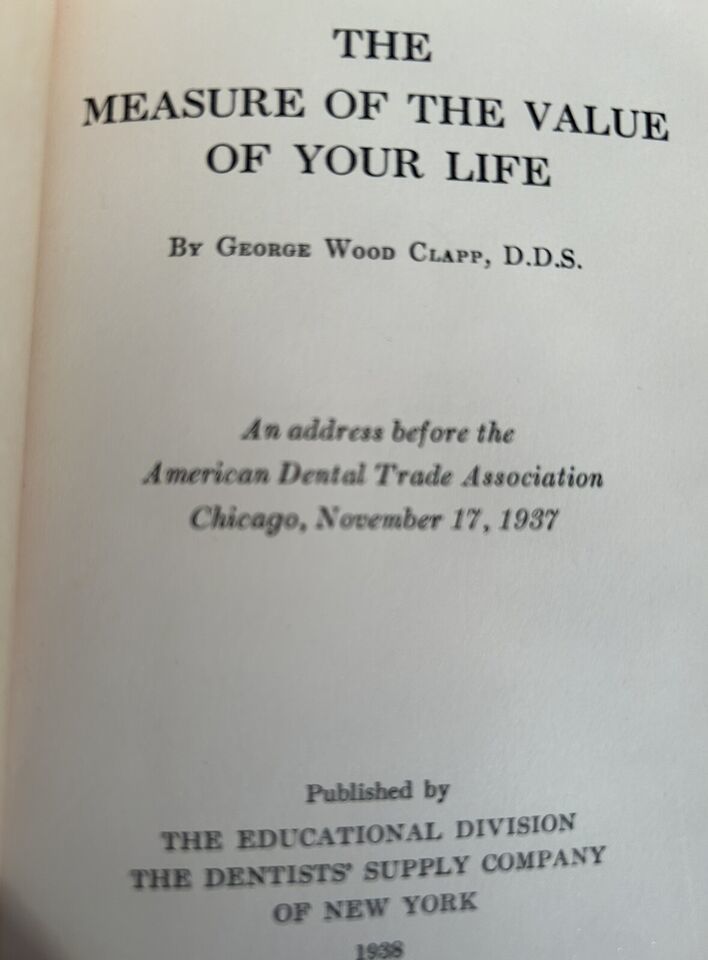 THE
MEASURE OF THE VALUE
OF YOUR LIFE
BY GEORGE WOOD CLAPP, D.D.S.
An address before the
American Dental Trade Association
Chicago, November 17, 1937
Published by
THE EDUCATIONAL DIVISION
THE DENTISTS' SUPPLY COMPANY
OF NEW YORK
1938